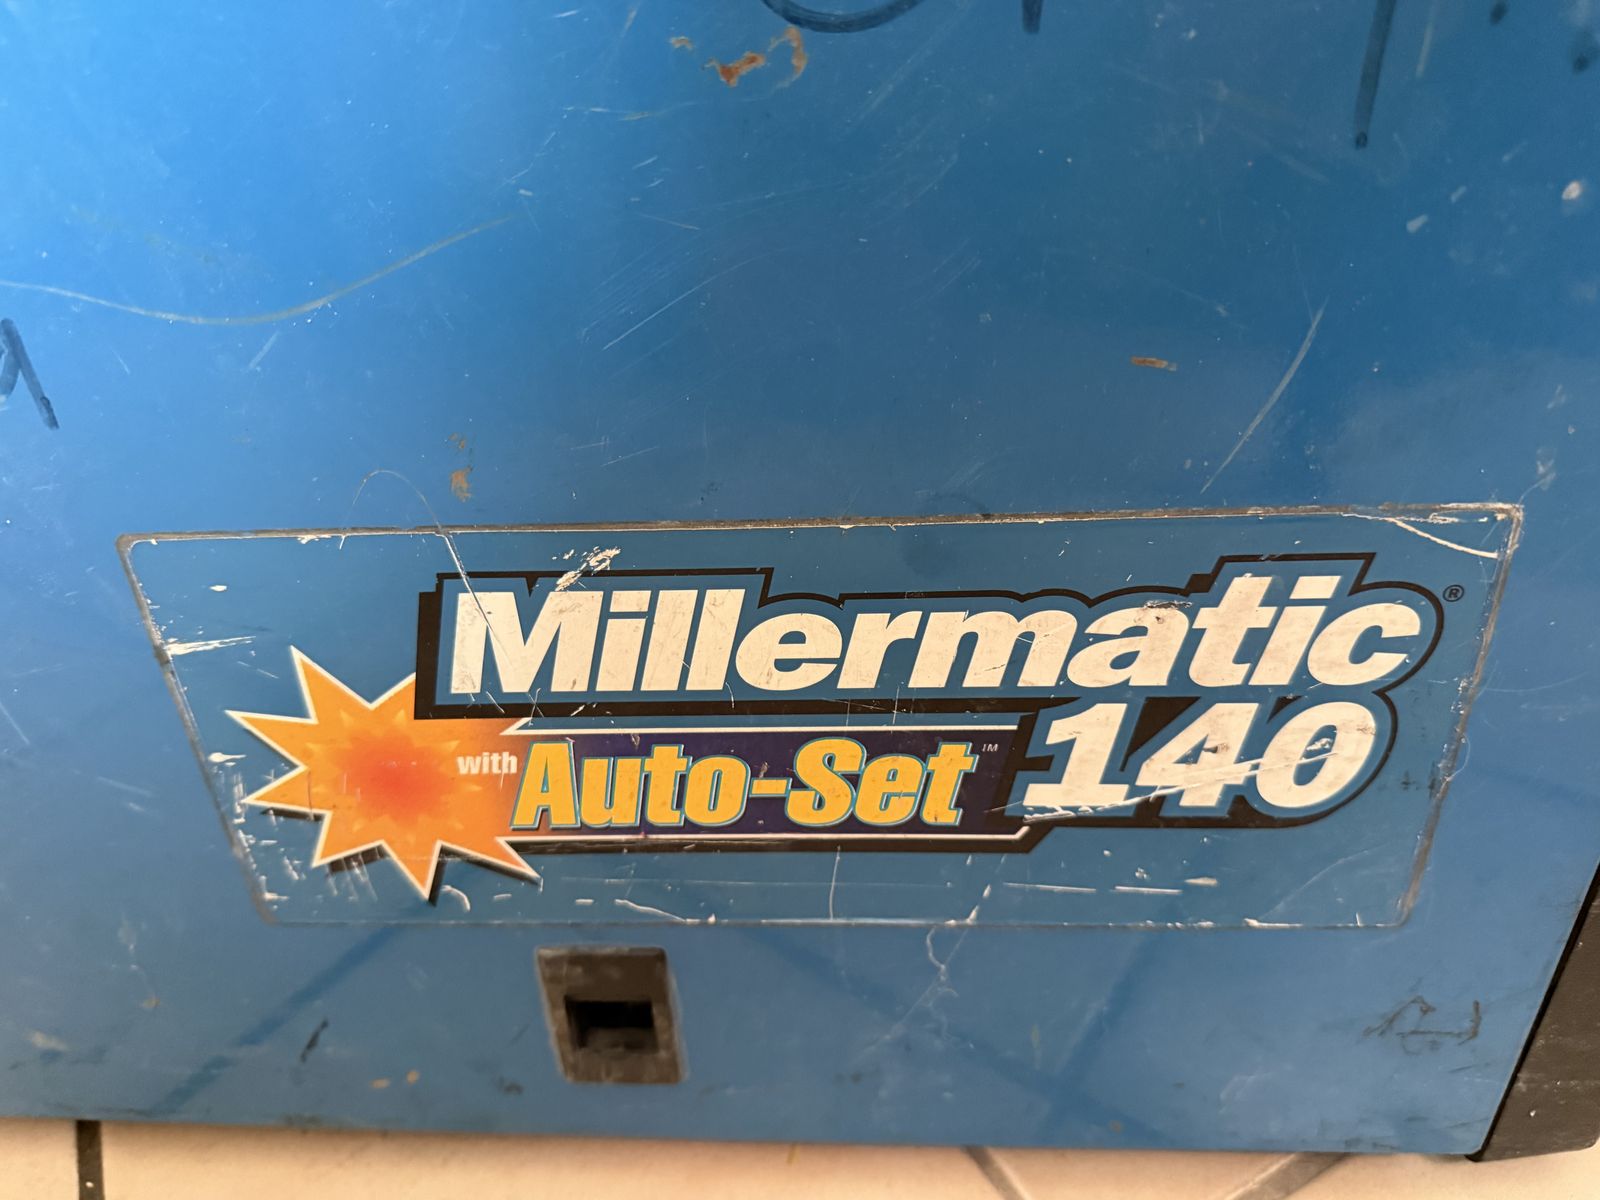 Millermatic®
140
with Auto-Set™